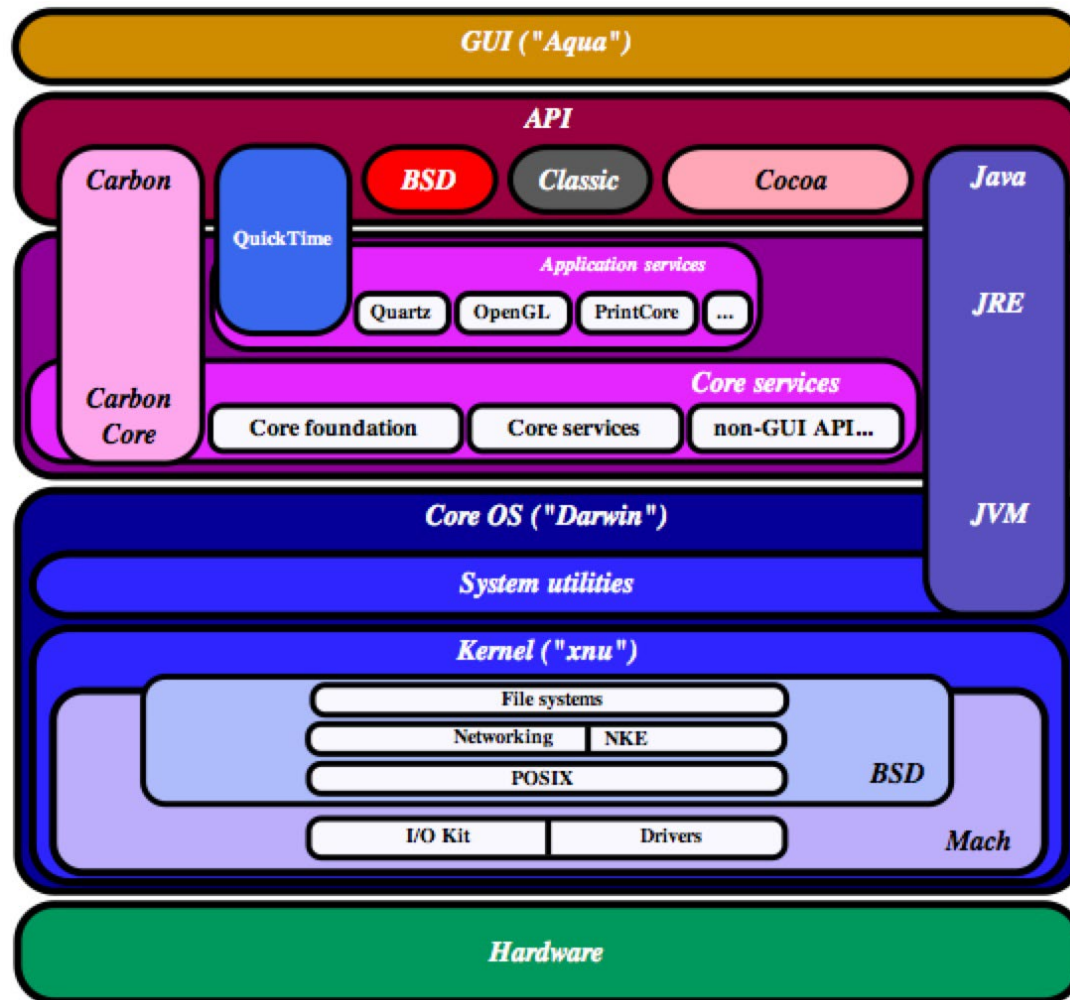 GUI ("Aqua")
API
Carbon
BSD
Classic
Cocoa
Java
QuickTime
Application services
Quartz
OpenGL
PrintCore
...
JRE
Core services
Carbon
Core
Core foundation
Core services
non-GUI API...
Core OS ("Darwin")
JVM
System utilities
Kernel ("xnu")
File systems
Networking
NKE
POSIX
BSD
I/O Kit
Drivers
Mach
Hardware